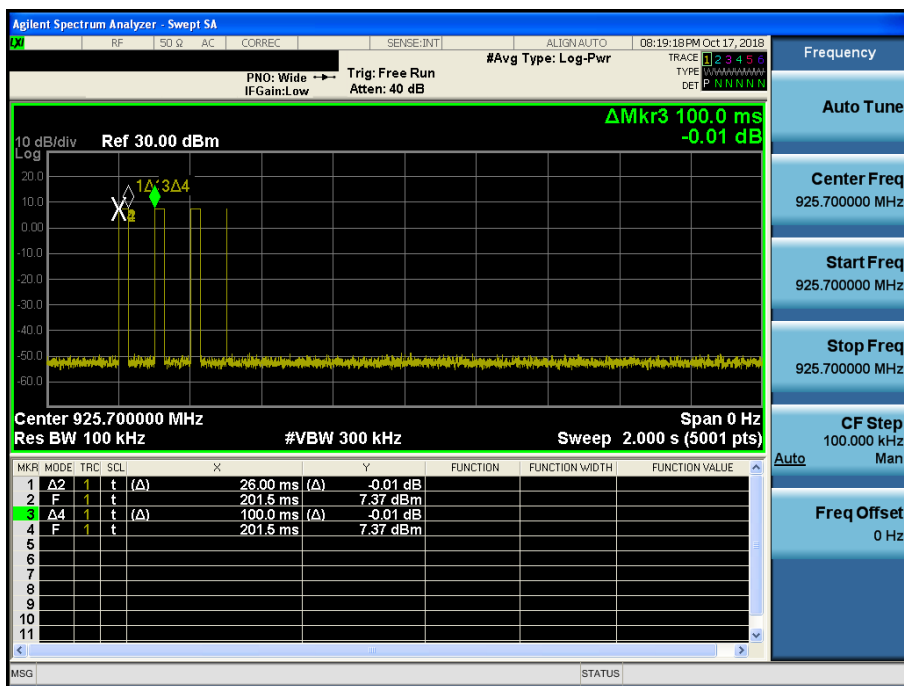 Agilent Spectrum Analyzer - Swept SA
LXI RF 50 Ω AC CORREC SENSE:INT ALIGN AUTO 08:19:18PM Oct 17, 2018
PNO: Wide
IFGain:Low
Trig: Free Run
Atten: 40 dB
#Avg Type: Log-Pwr
TRACE 1 2 3 4 5 6
TYPE
DET P N N N N N
ΔMkr3 100.0 ms
-0.01 dB
10 dB/div Ref 30.00 dBm
Log
20.0
10.0
0.00
-10.0
-20.0
-30.0
-40.0
-50.0
-60.0
3Δ4
Center 925.700000 MHz Span 0 Hz
Res BW 100 kHz #VBW 300 kHz Sweep 2.000 s (5001 pts)
MKR MODE TRC SCL X Y FUNCTION FUNCTION WIDTH FUNCTION VALUE
1 Δ2 1 t (Δ) 26.00 ms (Δ) -0.01 dB
2 F 1 t 201.5 ms 7.37 dBm
3 Δ4 1 t (Δ) 100.0 ms (Δ) -0.01 dB
4 F 1 t 201.5 ms 7.37 dBm
5
6
7
8
9
10
11
MSG STATUS
Frequency
Auto Tune
Center Freq
925.700000 MHz
Start Freq
925.700000 MHz
Stop Freq
925.700000 MHz
CF Step
100.000 kHz
Auto Man
Freq Offset
0 Hz